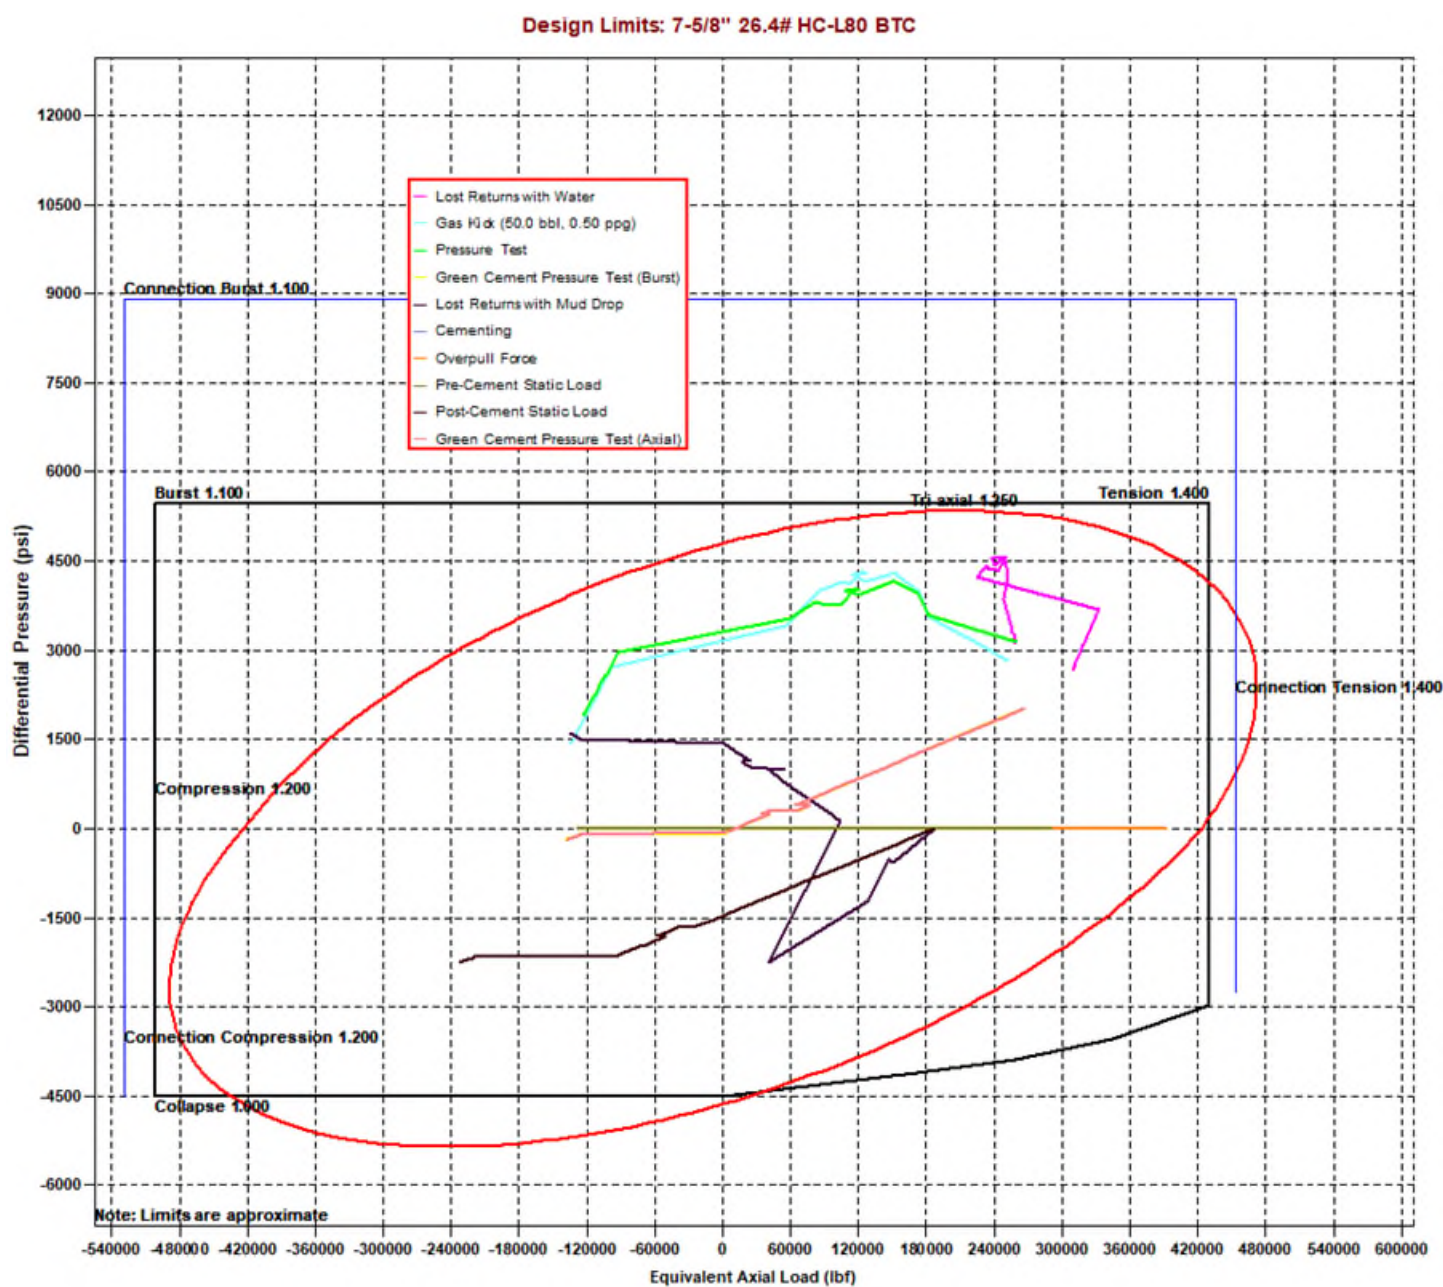 Design Limits: 7-5/8" 26.4# HC-L80 BTC
12000
10500
9000
7500
6000
4500
3000
1500
0
-1500
-3000
-4500
-6000
Differential Pressure (psi)
Lost Returns with Water
Gas Kick (50.0 bbl, 0.50 ppg)
Pressure Test
Green Cement Pressure Test (Burst)
Lost Returns with Mud Drop
Cementing
Overpull Force
Pre-Cement Static Load
Post-Cement Static Load
Green Cement Pressure Test (Axial)
Connection Burst 1.100
Burst 1.100
Tri axial 1.250
Tension 1.400
Connection Tension 1.400
Compression 1.200
Connection Compression 1.200
Collapse 1.000
Note: Limits are approximate
-540000 -480000 -420000 -360000 -300000 -240000 -180000 -120000 -60000 0 60000 120000 180000 240000 300000 360000 420000 480000 540000 600000
Equivalent Axial Load (lbf)